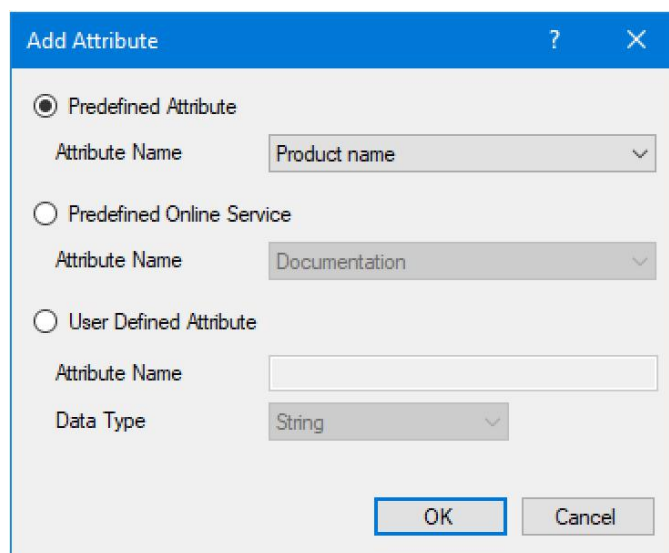 Add Attribute ?
Predefined Attribute
Attribute Name Product name
Predefined Online Service
Attribute Name Documentation
User Defined Attribute
Attribute Name
Data Type String
OK Cancel